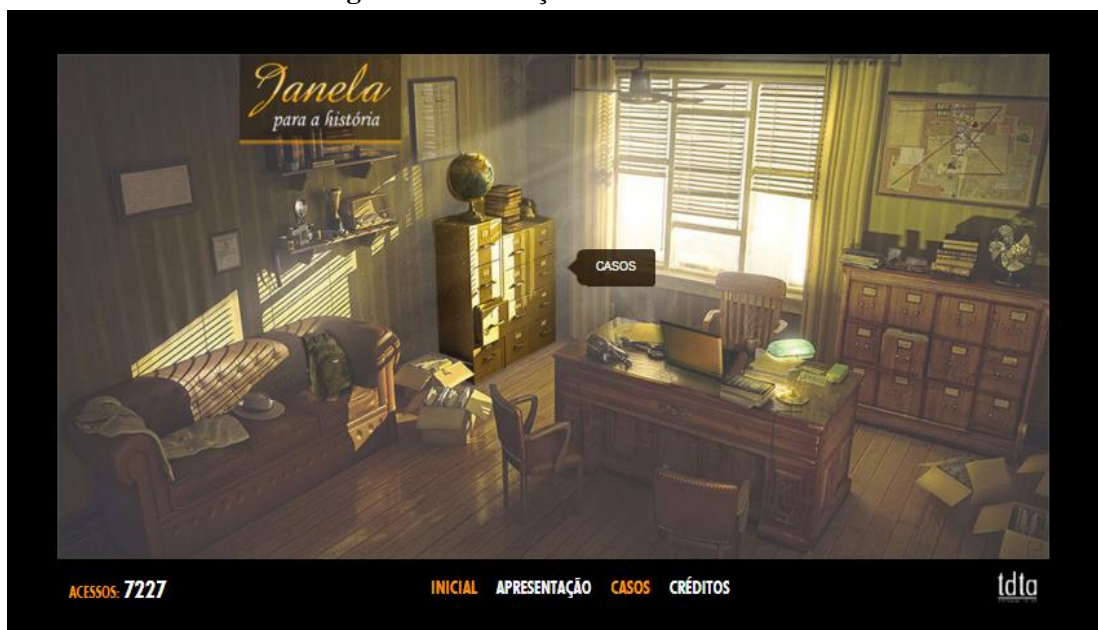 Janela
para a história
CASOS
ACESSOS: 7227
INICIAL APRESENTAÇÃO CASOS CRÉDITOS
tdta